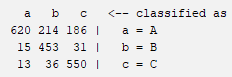 a b c <-- classified as
620 214 186 | a = A
15 453 31 | b = B
13 36 550 | c = C